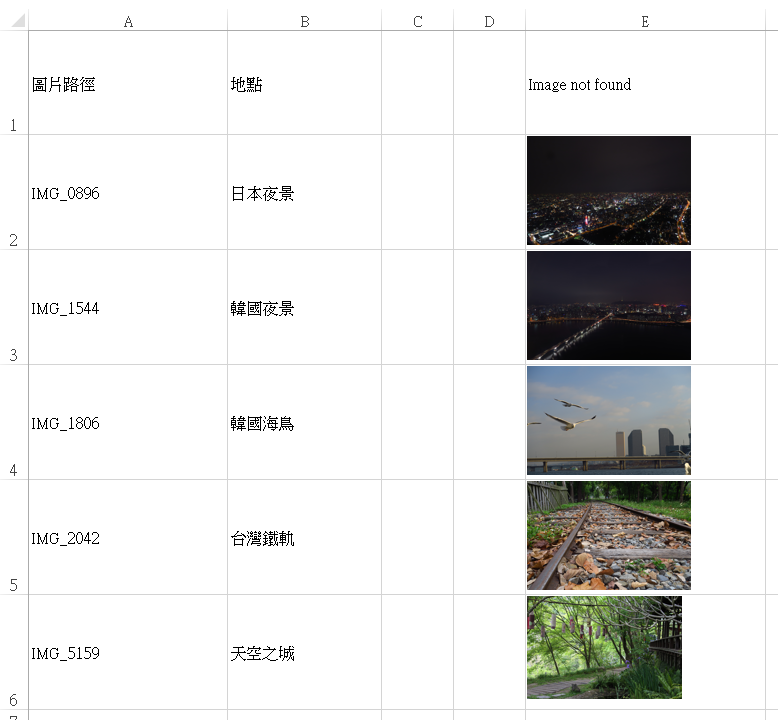 A B C D E
圖片路徑 地點 Image not found
1
IMG_0896 日本夜景
2
IMG_1544 韓國夜景
3
IMG_1806 韓國海鳥
4
IMG_2042 台灣鐵軌
5
IMG_5159 天空之城
6